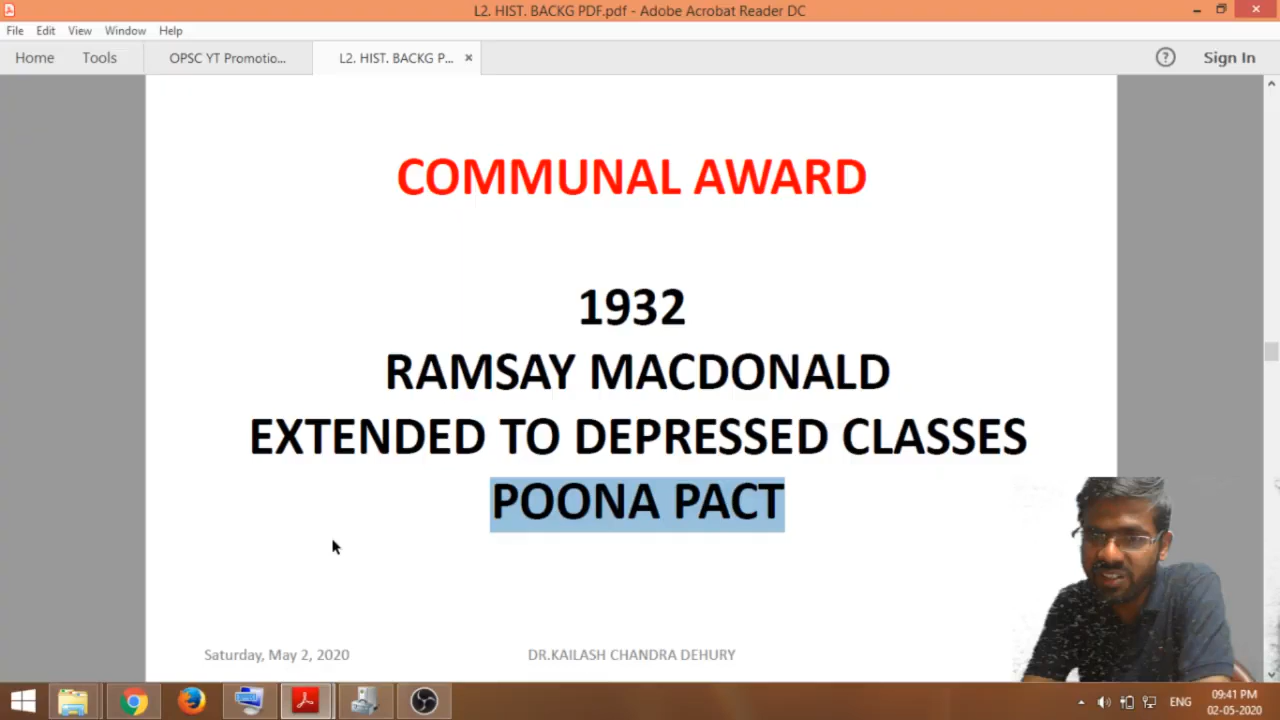 L2. HIST. BACKG PDF.pdf - Adobe Acrobat Reader DC
File Edit View Window Help
Home Tools OPSC YT Promotio... L2. HIST. BACKG P... × ? Sign In
COMMUNAL AWARD
1932
RAMSAY MACDONALD
EXTENDED TO DEPRESSED CLASSES
POONA PACT
Saturday, May 2, 2020 DR.KAILASH CHANDRA DEHURY
ENG 09:41 PM
02-05-2020